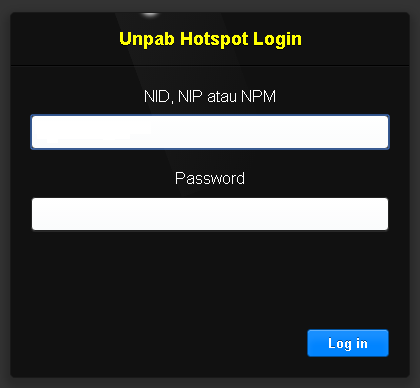 Unpab Hotspot Login
NID, NIP atau NPM
Password
Log in